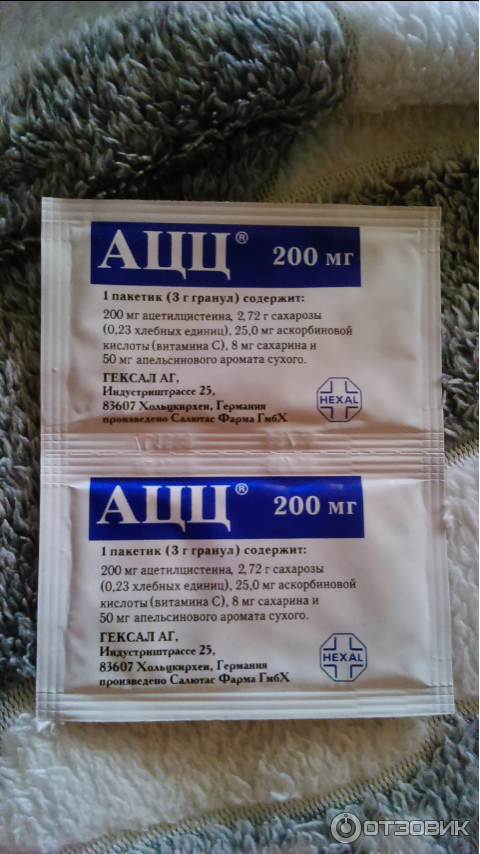 АЦЦ® 200 мг
1 пакетик (3 г гранул) содержит:
200 мг ацетилцистеина, 2,72 г сахарозы
(0,23 хлебных единиц), 25,0 мг аскорбиновой
кислоты (витамина С), 8 мг сахарина и
50 мг апельсинового аромата сухого.
ГЕКСАЛ АГ,
Индустриштрассе 25,
83607 Хольцкирхен, Германия
произведено Салютас Фарма ГмбХ
HEXAL
АЦЦ® 200 мг
1 пакетик (3 г гранул) содержит:
200 мг ацетилцистеина, 2,72 г сахарозы
(0,23 хлебных единиц), 25,0 мг аскорбиновой
кислоты (витамина С), 8 мг сахарина и
50 мг апельсинового аромата сухого.
ГЕКСАЛ АГ,
Индустриштрассе 25,
83607 Хольцкирхен, Германия
произведено Салютас Фарма ГмбХ
HEXAL
ОТЗОВИК